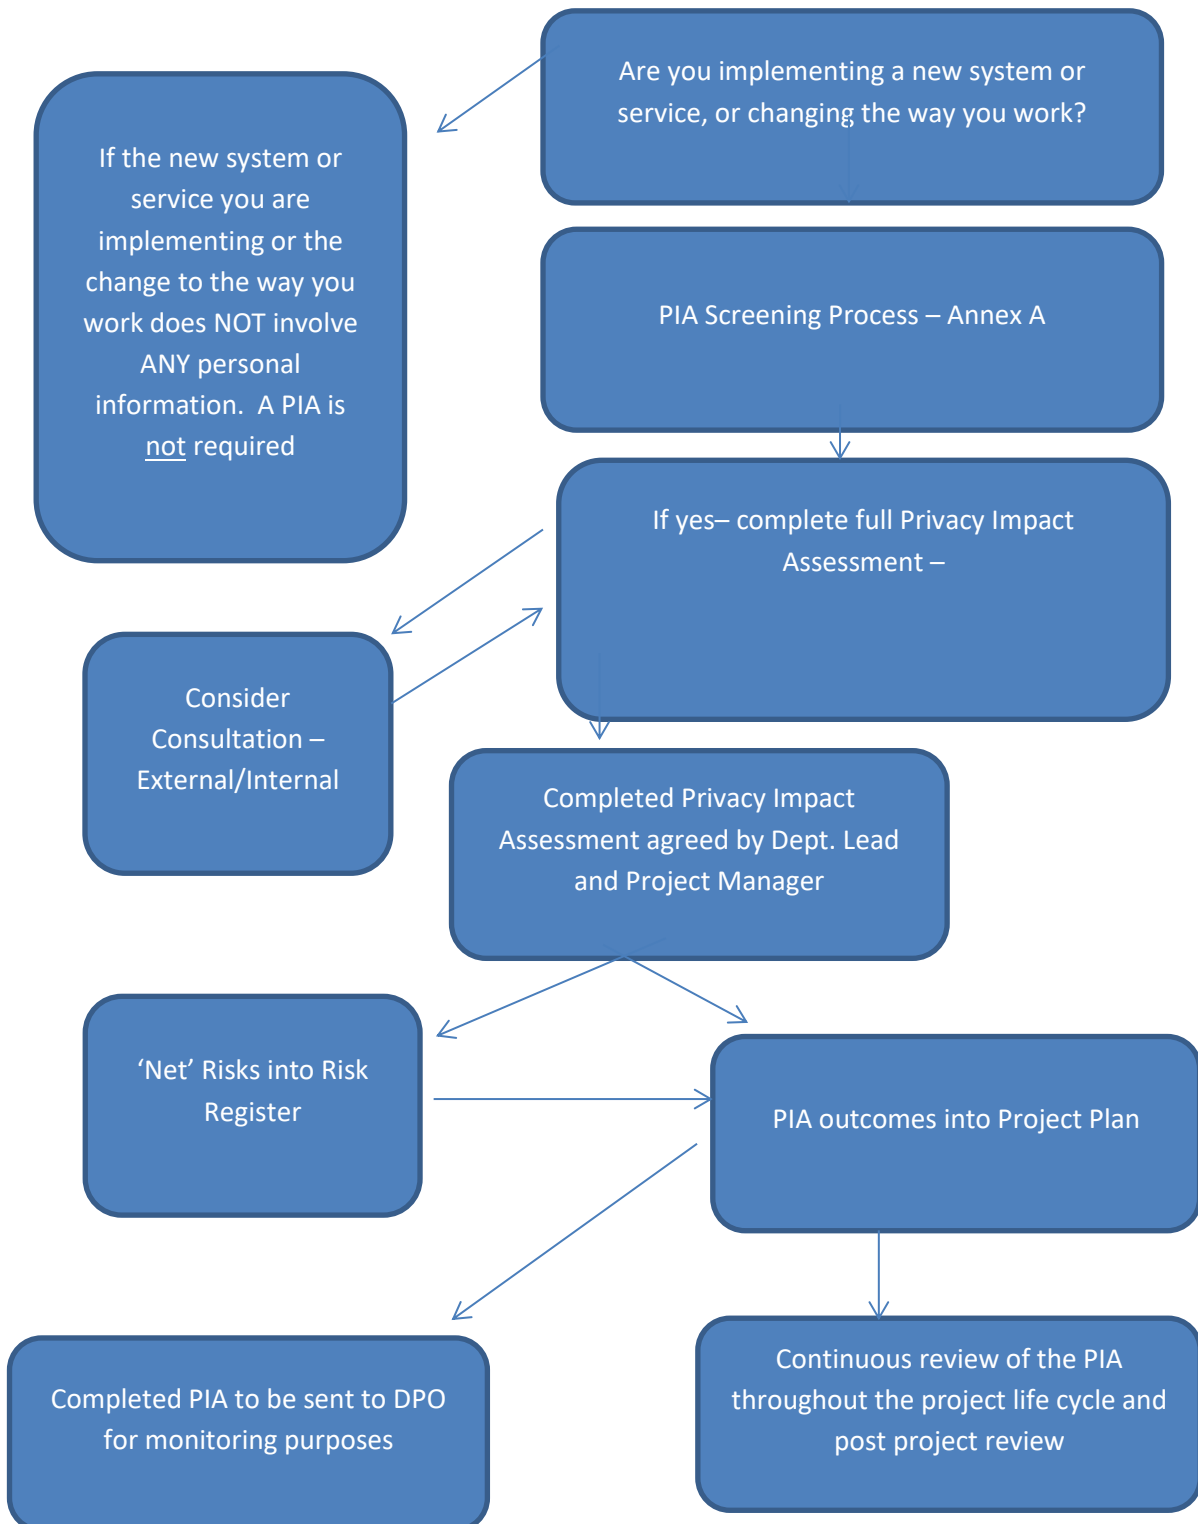 Are you implementing a new system or
service, or changing the way you work?
If the new system or
service you are
implementing or the
change to the way you
work does NOT involve
ANY personal
information.  A PIA is
not required
PIA Screening Process – Annex A
If yes– complete full Privacy Impact
Assessment –
Consider
Consultation –
External/Internal
Completed Privacy Impact
Assessment agreed by Dept. Lead
and Project Manager
‘Net’ Risks into Risk
Register
PIA outcomes into Project Plan
Completed PIA to be sent to DPO
for monitoring purposes
Continuous review of the PIA
throughout the project life cycle and
post project review